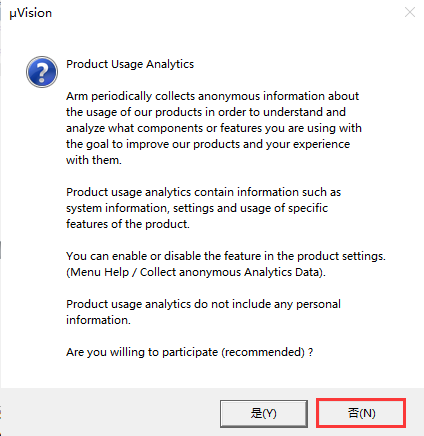 µVision
Product Usage Analytics
Arm periodically collects anonymous information about
the usage of our products in order to understand and
analyze what components or features you are using with
the goal to improve our products and your experience
with them.
Product usage analytics contain information such as
system information, settings and usage of specific
features of the product.
You can enable or disable the feature in the product settings.
(Menu Help / Collect anonymous Analytics Data).
Product usage analytics do not include any personal
information.
Are you willing to participate (recommended) ?
是(Y)
否(N)